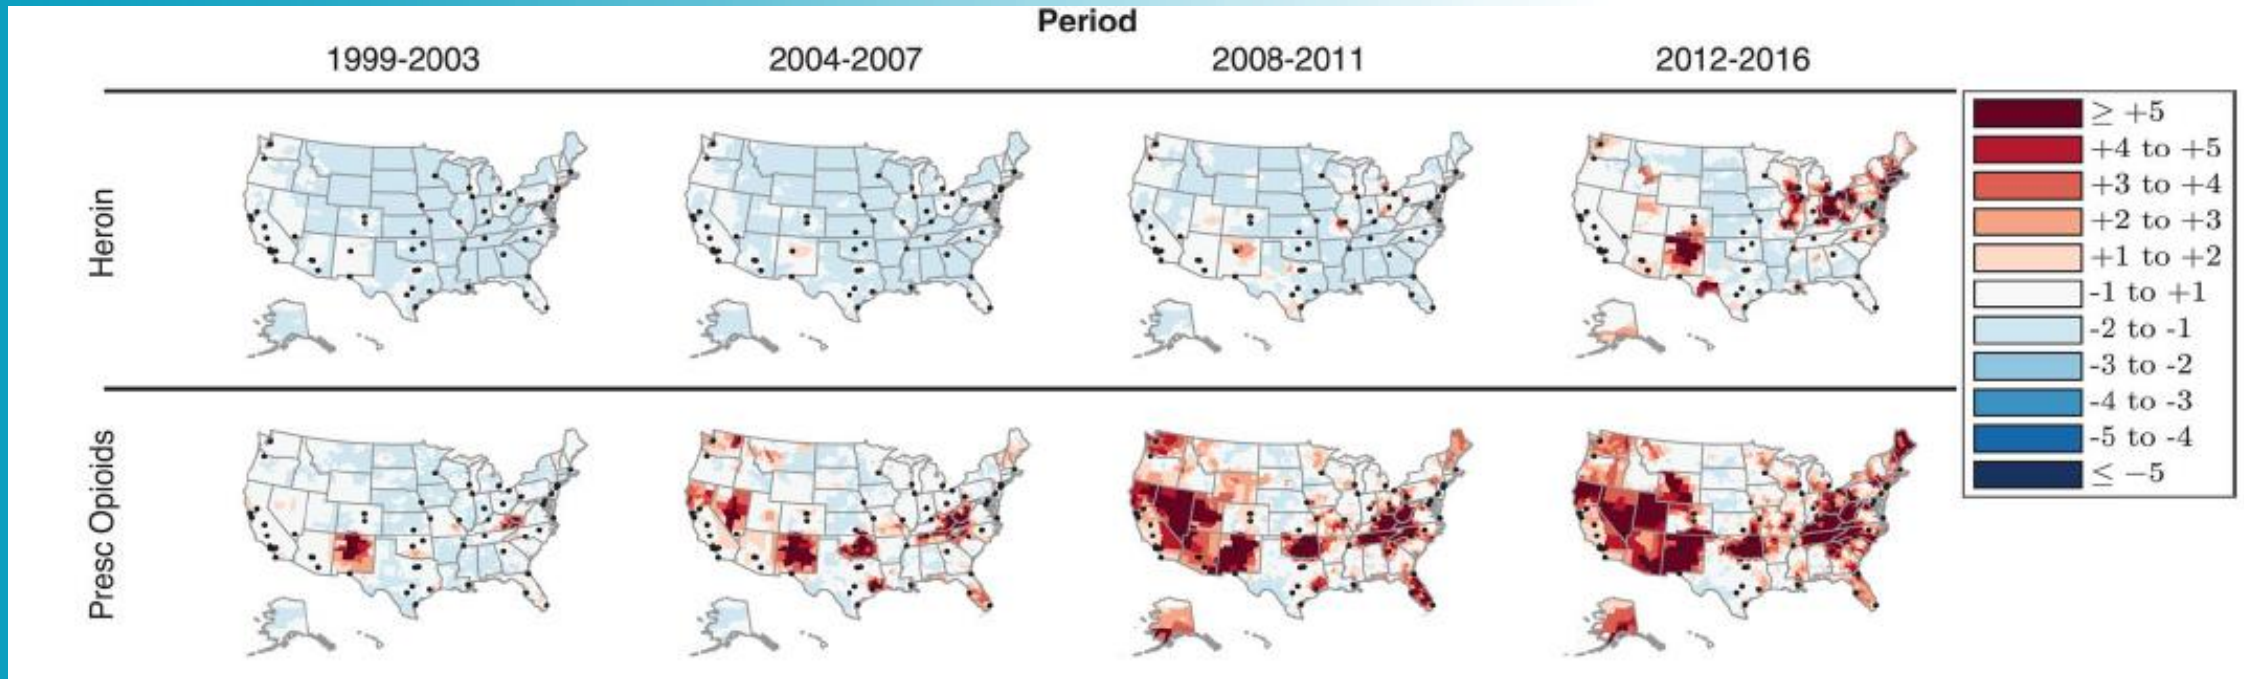 Period
1999-2003 2004-2007 2008-2011 2012-2016
Heroin
Presc Opioids
≥ +5
+4 to +5
+3 to +4
+2 to +3
+1 to +2
-1 to +1
-2 to -1
-3 to -2
-4 to -3
-5 to -4
≤ −5